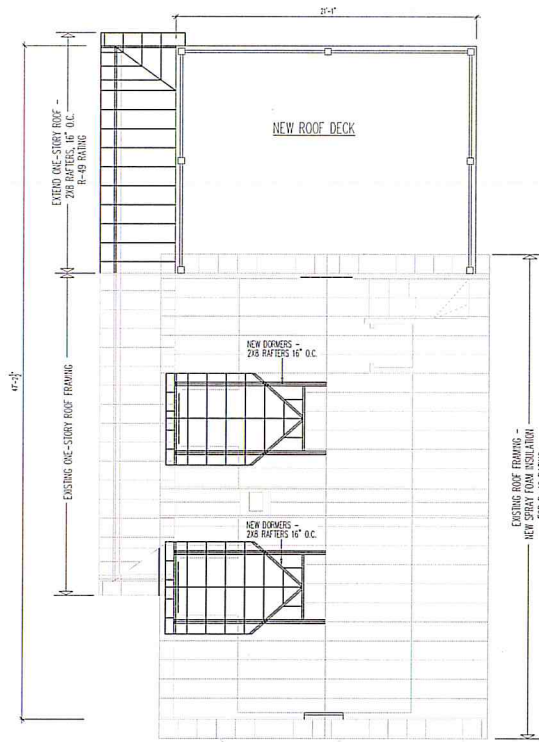 21'-1"
NEW ROOF DECK
EXTEND ONE-STORY ROOF -
2X8 RAFTERS, 16" O.C.
R-49 RATING
EXISTING ONE-STORY ROOF FRAMING
NEW DORMERS -
2X8 RAFTERS 16" O.C.
NEW DORMERS -
2X8 RAFTERS 16" O.C.
EXISTING ROOF FRAMING -
NEW SPRAY FOAM INSULATION